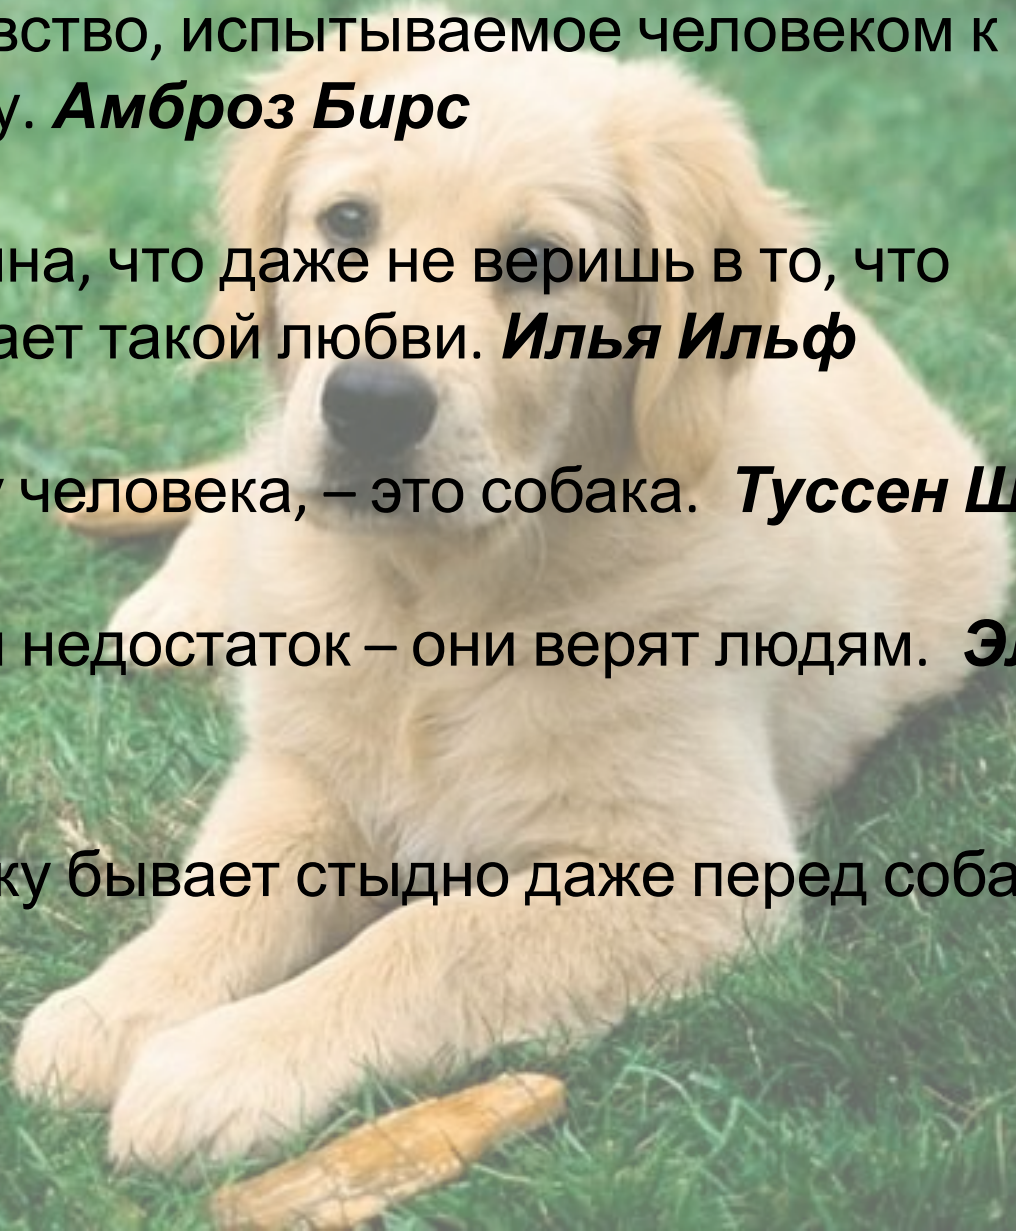 вство, испытываемое человеком к
у. Амброз Бирс
на, что даже не веришь в то, что
ает такой любви. Илья Ильф
у человека, – это собака. Туссен Ш
недостаток – они верят людям. Эл
ку бывает стыдно даже перед соба